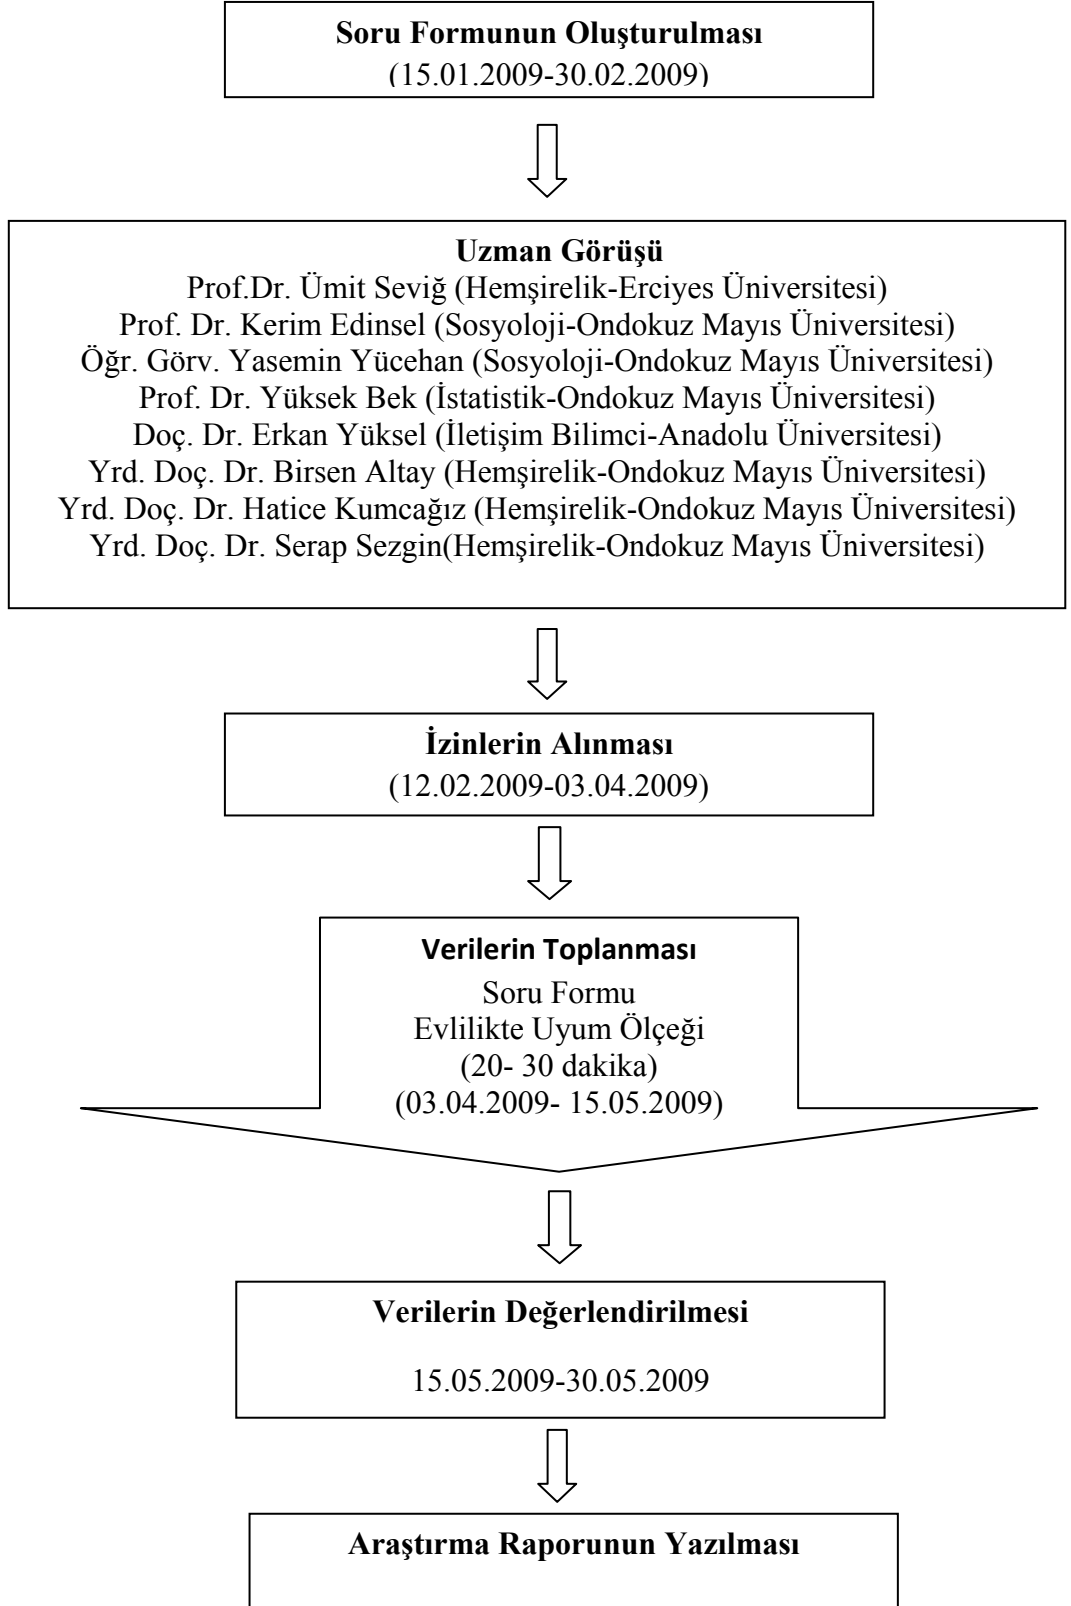 Soru Formunun Oluşturulması
(15.01.2009-30.02.2009)
Uzman Görüşü
Prof.Dr. Ümit Seviğ (Hemşirelik-Erciyes Üniversitesi)
Prof. Dr. Kerim Edinsel (Sosyoloji-Ondokuz Mayıs Üniversitesi)
Öğr. Görv. Yasemin Yücehan (Sosyoloji-Ondokuz Mayıs Üniversitesi)
Prof. Dr. Yüksek Bek (İstatistik-Ondokuz Mayıs Üniversitesi)
Doç. Dr. Erkan Yüksel (İletişim Bilimci-Anadolu Üniversitesi)
Yrd. Doç. Dr. Birsen Altay (Hemşirelik-Ondokuz Mayıs Üniversitesi)
Yrd. Doç. Dr. Hatice Kumcağız (Hemşirelik-Ondokuz Mayıs Üniversitesi)
Yrd. Doç. Dr. Serap Sezgin(Hemşirelik-Ondokuz Mayıs Üniversitesi)
İzinlerin Alınması
(12.02.2009-03.04.2009)
Verilerin Toplanması
Soru Formu
Evlilikte Uyum Ölçeği
(20- 30 dakika)
(03.04.2009- 15.05.2009)
Verilerin Değerlendirilmesi
15.05.2009-30.05.2009
Araştırma Raporunun Yazılması